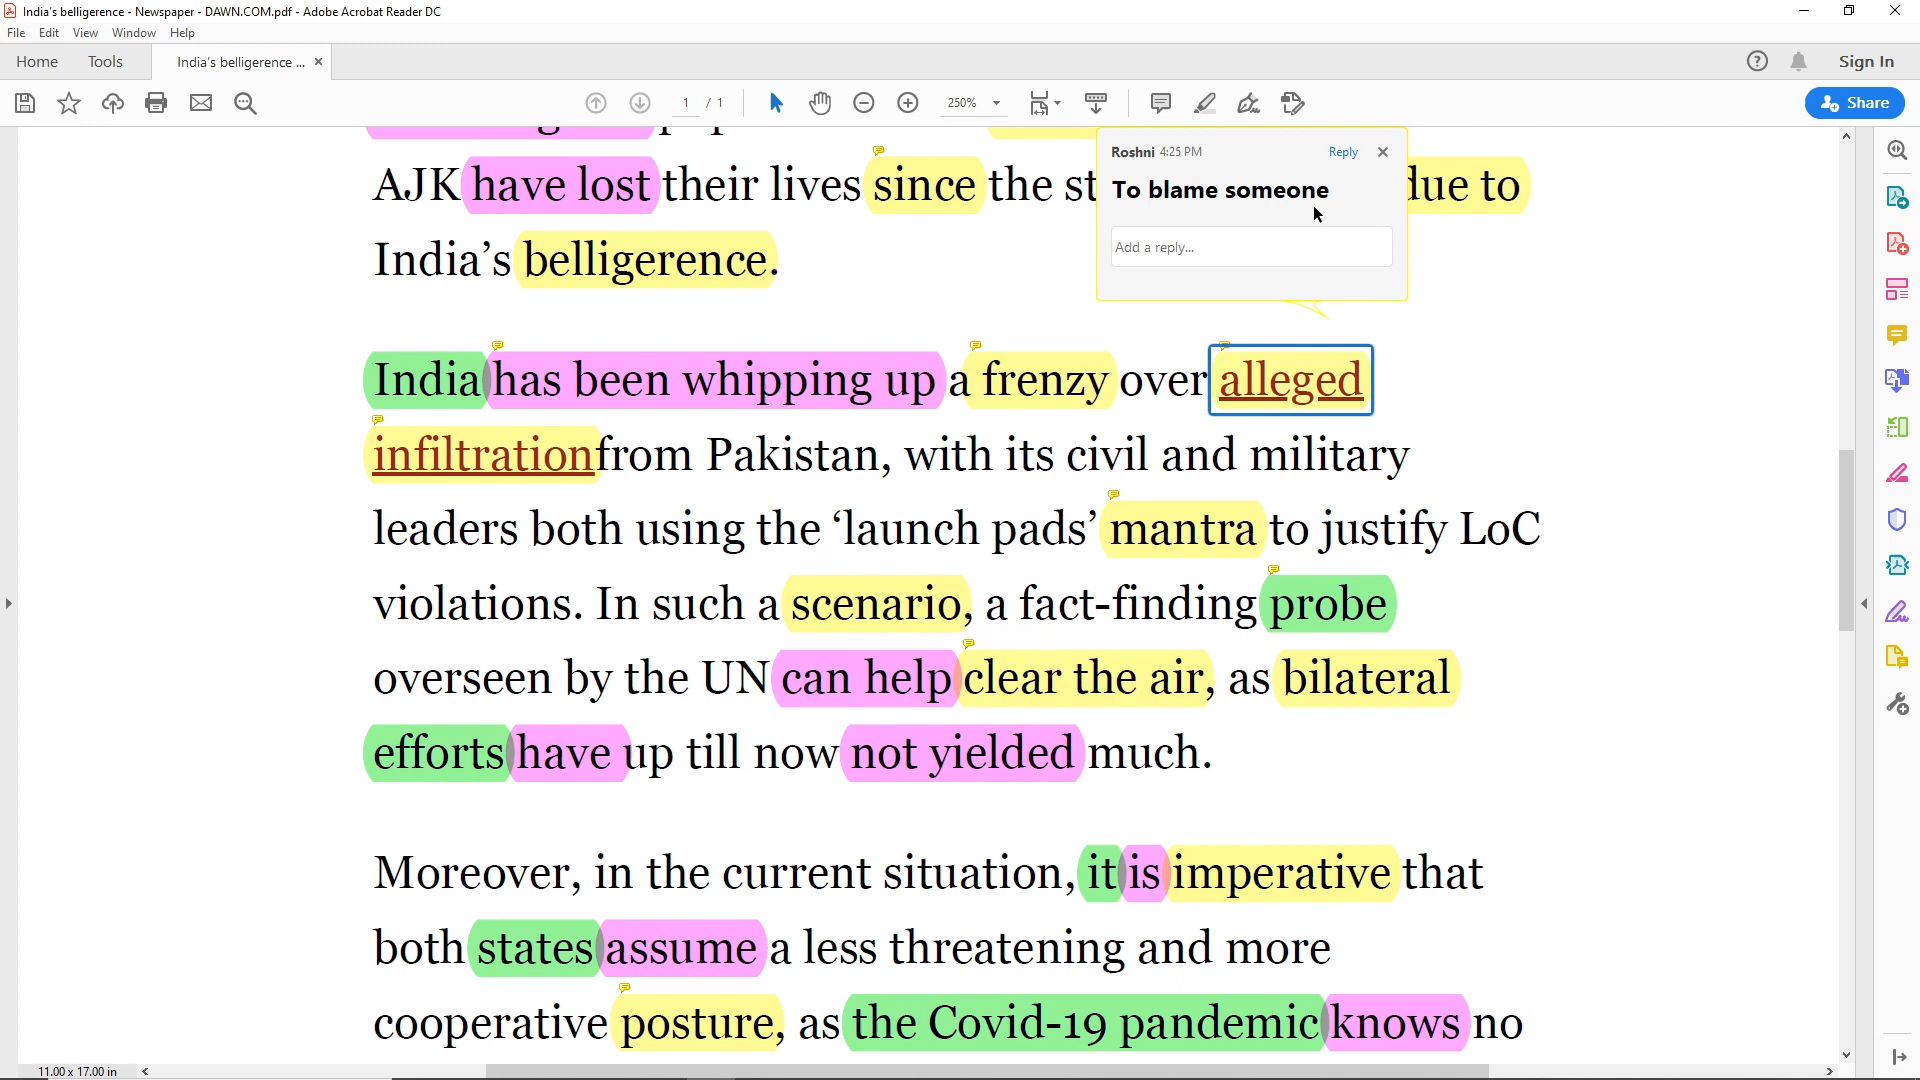 India's belligerence - Newspaper - DAWN.COM.pdf - Adobe Acrobat Reader DC
File Edit View Window Help
Home Tools India's belligerence ... ×
Sign In
1 / 1 250% Share
AJK have lost their lives since the st
due to
Roshni 4:25 PM Reply
To blame someone
Add a reply...
India’s belligerence.
India has been whipping up a frenzy over alleged
infiltration from Pakistan, with its civil and military
leaders both using the ‘launch pads’ mantra to justify LoC
violations. In such a scenario, a fact-finding probe
overseen by the UN can help clear the air, as bilateral
efforts have up till now not yielded much.
Moreover, in the current situation, it is imperative that
both states assume a less threatening and more
cooperative posture, as the Covid-19 pandemic knows no
11.00 x 17.00 in